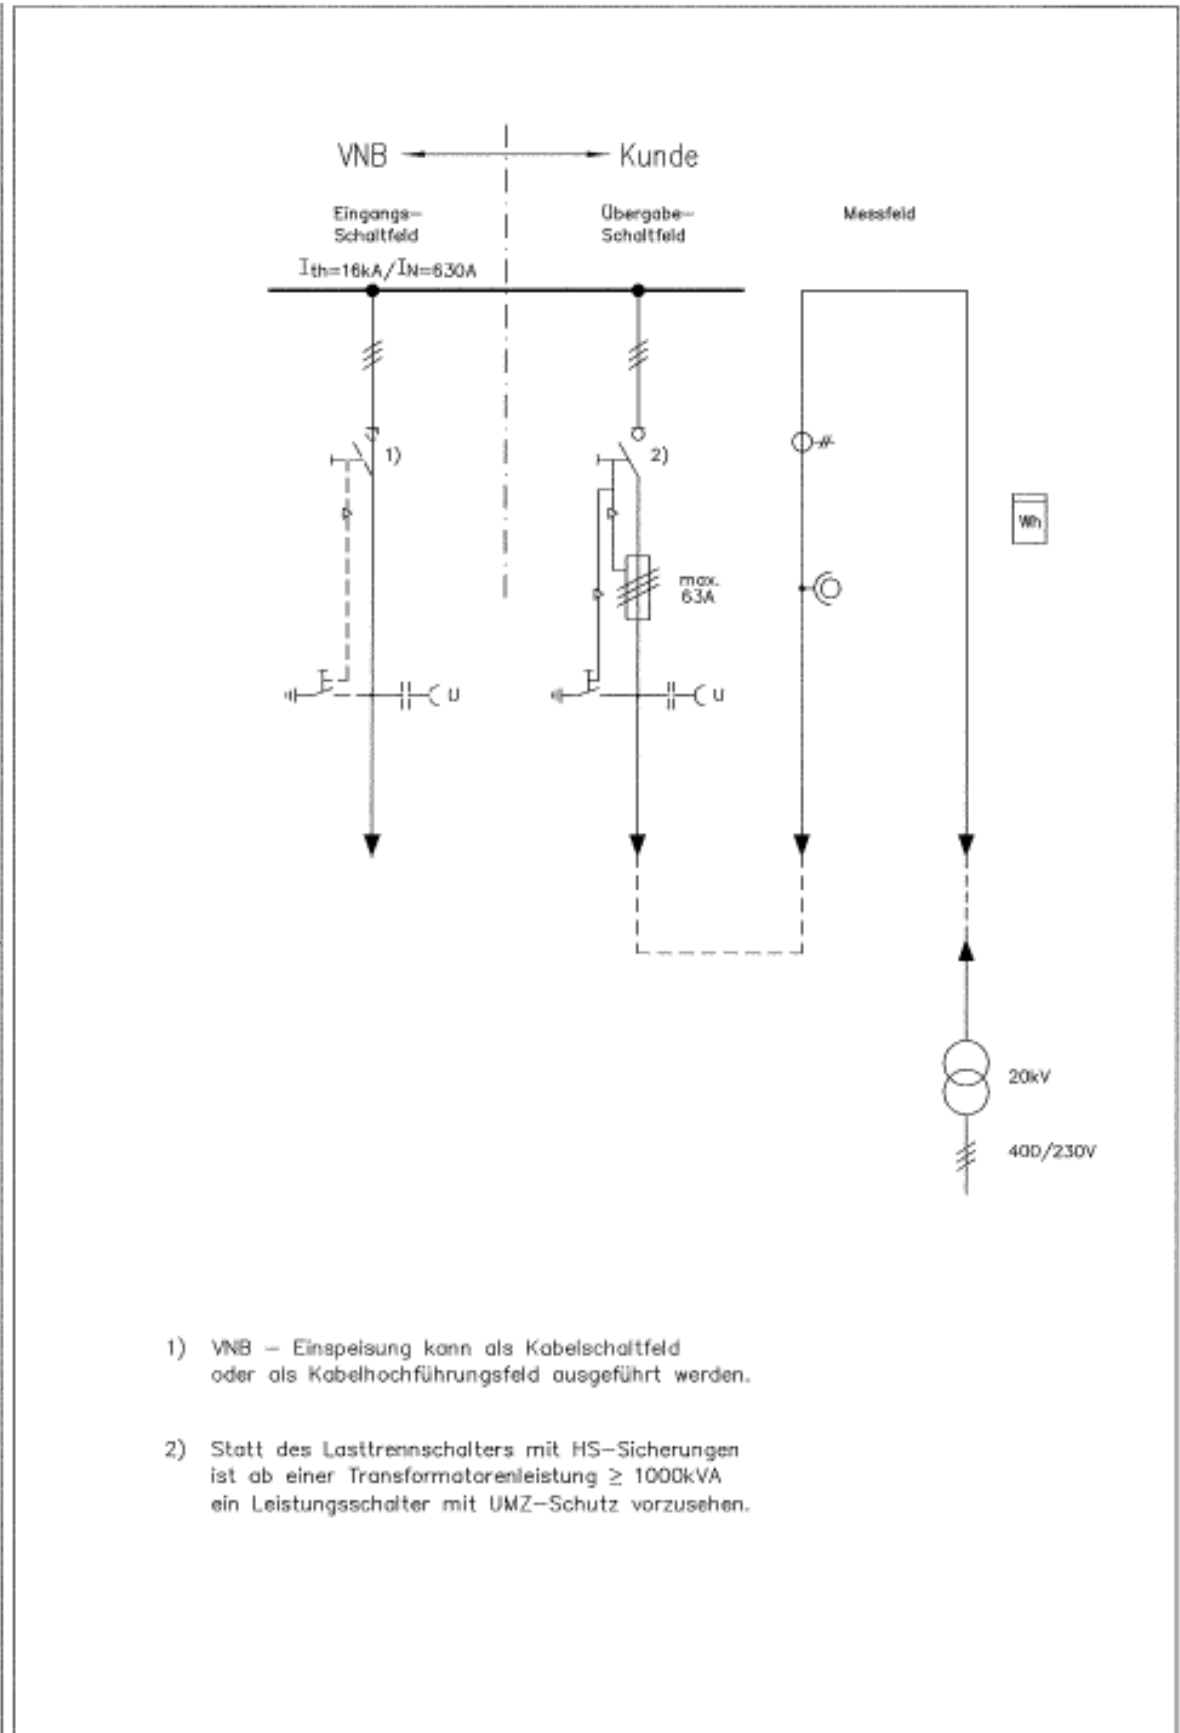 VNB
Kunde
Eingangs-
Schaltfeld
Übergabe-
Schaltfeld
Messfeld
Ith=16kA/IN=630A
1)
2)
Wh
max.
63A
U
U
20kV
400/230V
1) VNB – Einspeisung kann als Kabelschaltfeld
oder als Kabelhochführungsfeld ausgeführt werden.
2) Statt des Lasttrennschalters mit HS-Sicherungen
ist ab einer Transformatorenleistung ≥ 1000kVA
ein Leistungsschalter mit UMZ-Schutz vorzusehen.